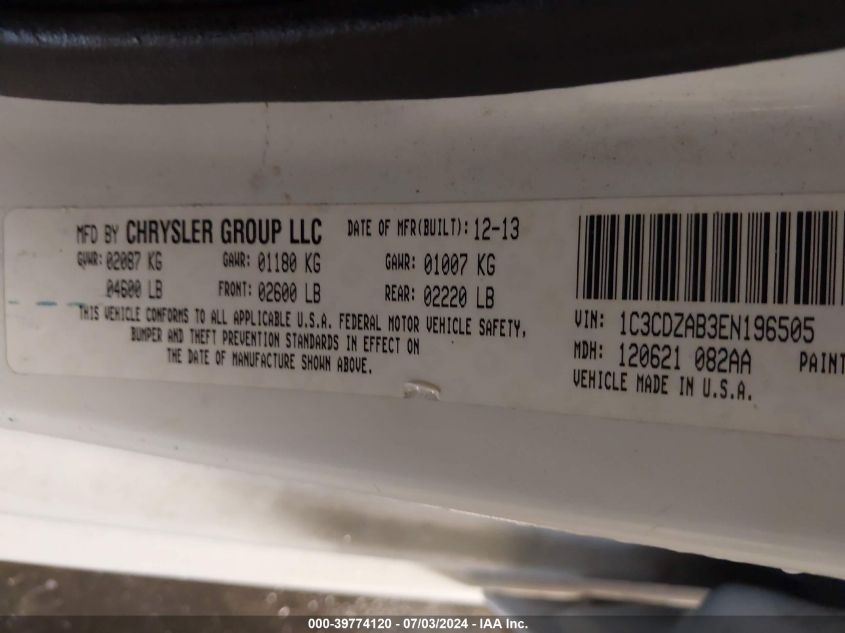 MFD BY CHRYSLER GROUP LLC DATE OF MFR(BUILT): 12-13
GVWR: 02087 KG GAWR: 01180 KG GAWR: 01007 KG
04600 LB FRONT: 02600 LB REAR: 02220 LB
THIS VEHICLE CONFORMS TO ALL APPLICABLE U.S.A. FEDERAL MOTOR VEHICLE SAFETY,
BUMPER AND THEFT PREVENTION STANDARDS IN EFFECT ON
THE DATE OF MANUFACTURE SHOWN ABOVE.
VIN: 1C3CDZAB3EN196505
MDH: 120621 082AA PAINT
VEHICLE MADE IN U.S.A.
000-39774120 - 07/03/2024 - IAA Inc.